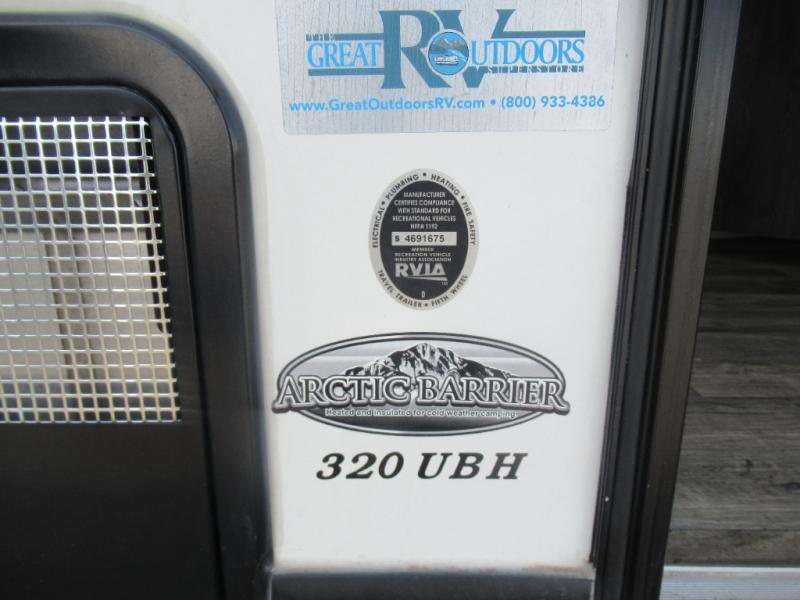 THE
GREAT RV OUTDOORS
SUPERSTORE
www.GreatOutdoorsRV.com • (800) 933-4386
ELECTRICAL • PLUMBING • HEATING • FIRE SAFETY
MANUFACTURER
CERTIFIES COMPLIANCE
WITH STANDARD FOR
RECREATIONAL VEHICLES
NFPA 1192
S 4691675
MEMBER
RECREATION VEHICLE
INDUSTRY ASSOCIATION
RVIA
D
TRAVEL TRAILER • FIFTH WHEEL
ARCTIC BARRIER
Heated and insulated for cold weather camping
320 UBH